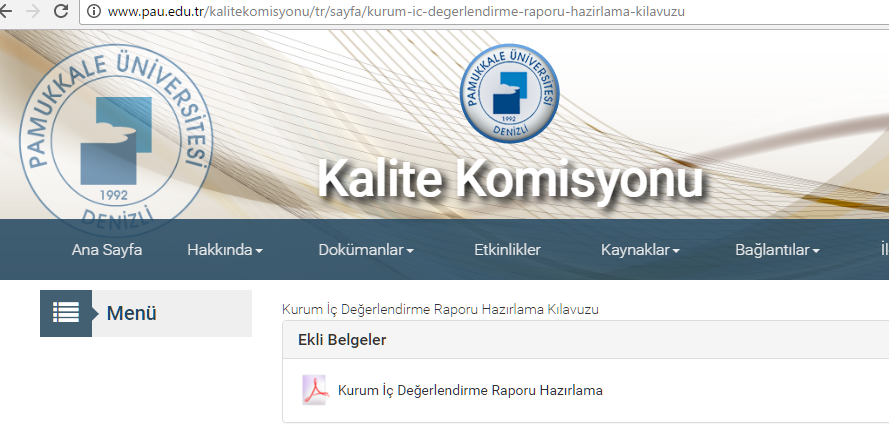 www.pau.edu.tr/kalitekomisyonu/tr/sayfa/kurum-ic-degerlendirme-raporu-hazirlama-kilavuzu
PAMUKKALE ÜNİVERSİTESİ
1992
DENİZLİ
PAMUKKALE ÜNİVERSİTESİ
1992
DENİZLİ
Kalite Komisyonu
Ana Sayfa Hakkında Dokümanlar Etkinlikler Kaynaklar Bağlantılar
Menü
Kurum İç Değerlendirme Raporu Hazırlama Kılavuzu
Ekli Belgeler
Kurum İç Değerlendirme Raporu Hazırlama